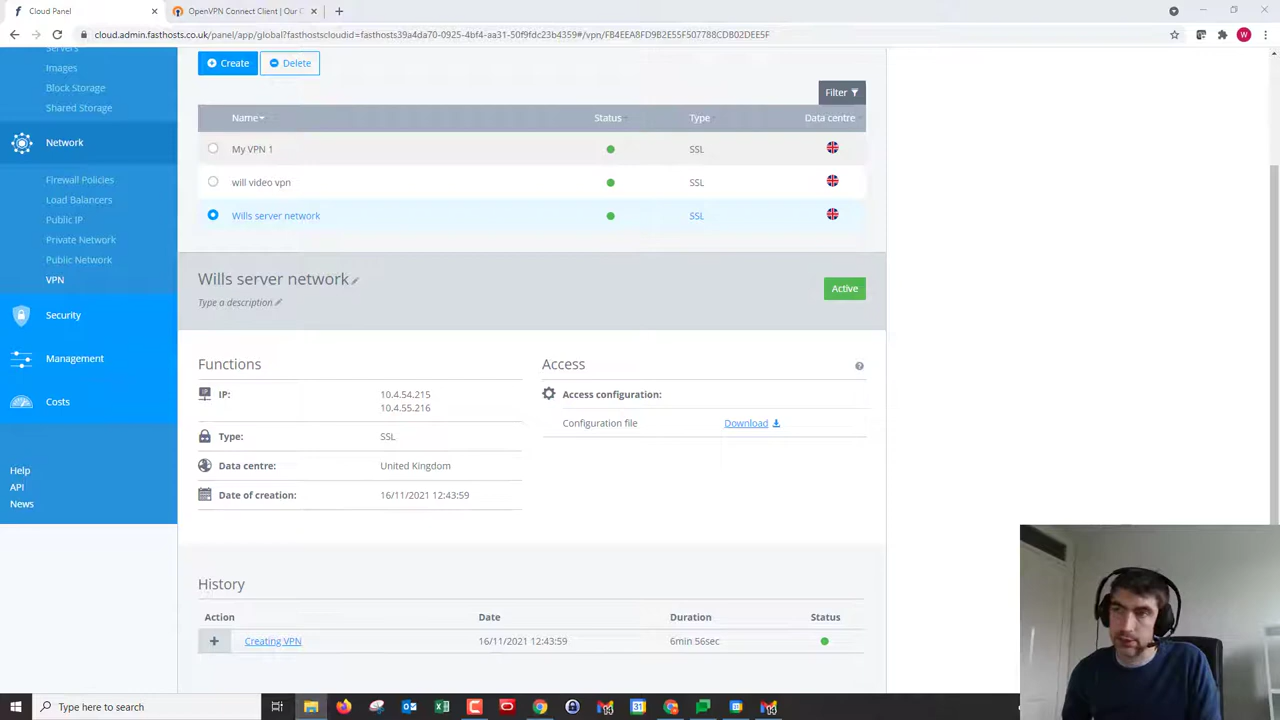 Cloud Panel
OpenVPN Connect Client | Our C
cloud.admin.fasthosts.co.uk/panel/app/global?fasthostscloudid=fasthosts39a4da70-0925-4bf4-aa31-50f9fdc23b4359#/vpn/FB4EEA8FD9B2E55F507788CDB02DEE5F
W
Servers
Images
Block Storage
Shared Storage
Network
Firewall Policies
Load Balancers
Public IP
Private Network
Public Network
VPN
Security
Management
Costs
Help
API
News
Create
Delete
Filter
Name Status Type Data centre
My VPN 1 SSL
will video vpn SSL
Wills server network SSL
Wills server network
Type a description
Active
Functions
IP: 10.4.54.215
10.4.55.216
Type: SSL
Data centre: United Kingdom
Date of creation: 16/11/2021 12:43:59
Access
Access configuration:
Configuration file Download
History
Action Date Duration Status
Creating VPN 16/11/2021 12:43:59 6min 56sec
Type here to search